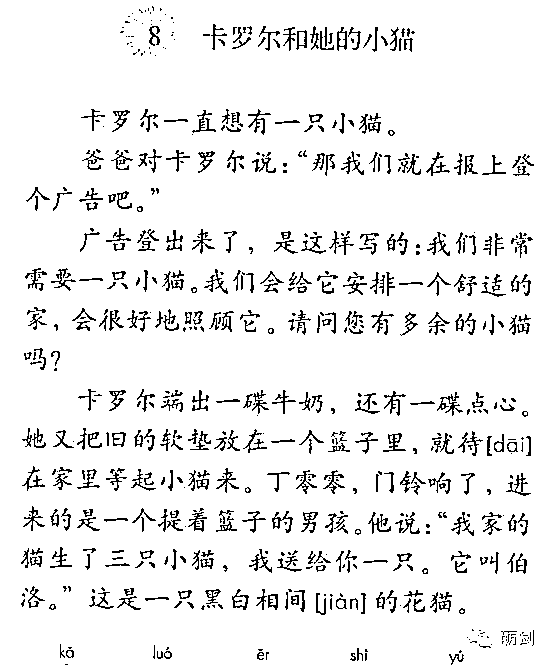 8 卡罗尔和她的小猫
卡罗尔一直想有一只小猫。
爸爸对卡罗尔说：“那我们就在报上登
个广告吧。”
广告登出来了，是这样写的：我们非常
需要一只小猫。我们会给它安排一个舒适的
家，会很好地照顾它。请问您有多余的小猫
吗？
卡罗尔端出一碟牛奶，还有一碟点心。
她又把旧的软垫放在一个篮子里，就待[dāi]
在家里等起小猫来。丁零零，门铃响了，进
来的是一个提着篮子的男孩。他说：“我家的
猫生了三只小猫，我送给你一只。它叫伯
洛。”这是一只黑白相间[jiàn]的花猫。
kǎ luó ěr shì yú
砺剑